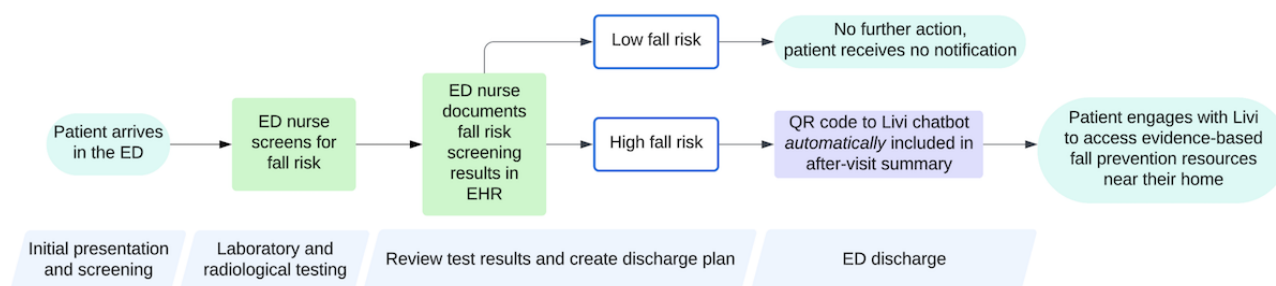 Patient arrives
in the ED
ED nurse
screens for
fall risk
ED nurse
documents
fall risk
screening
results in
EHR
Low fall risk
No further action,
patient receives no notification
High fall risk
QR code to Livi chatbot
automatically included in
after-visit summary
Patient engages with Livi
to access evidence-based
fall prevention resources
near their home
Initial presentation
and screening
Laboratory and
radiological testing
Review test results and create discharge plan
ED discharge